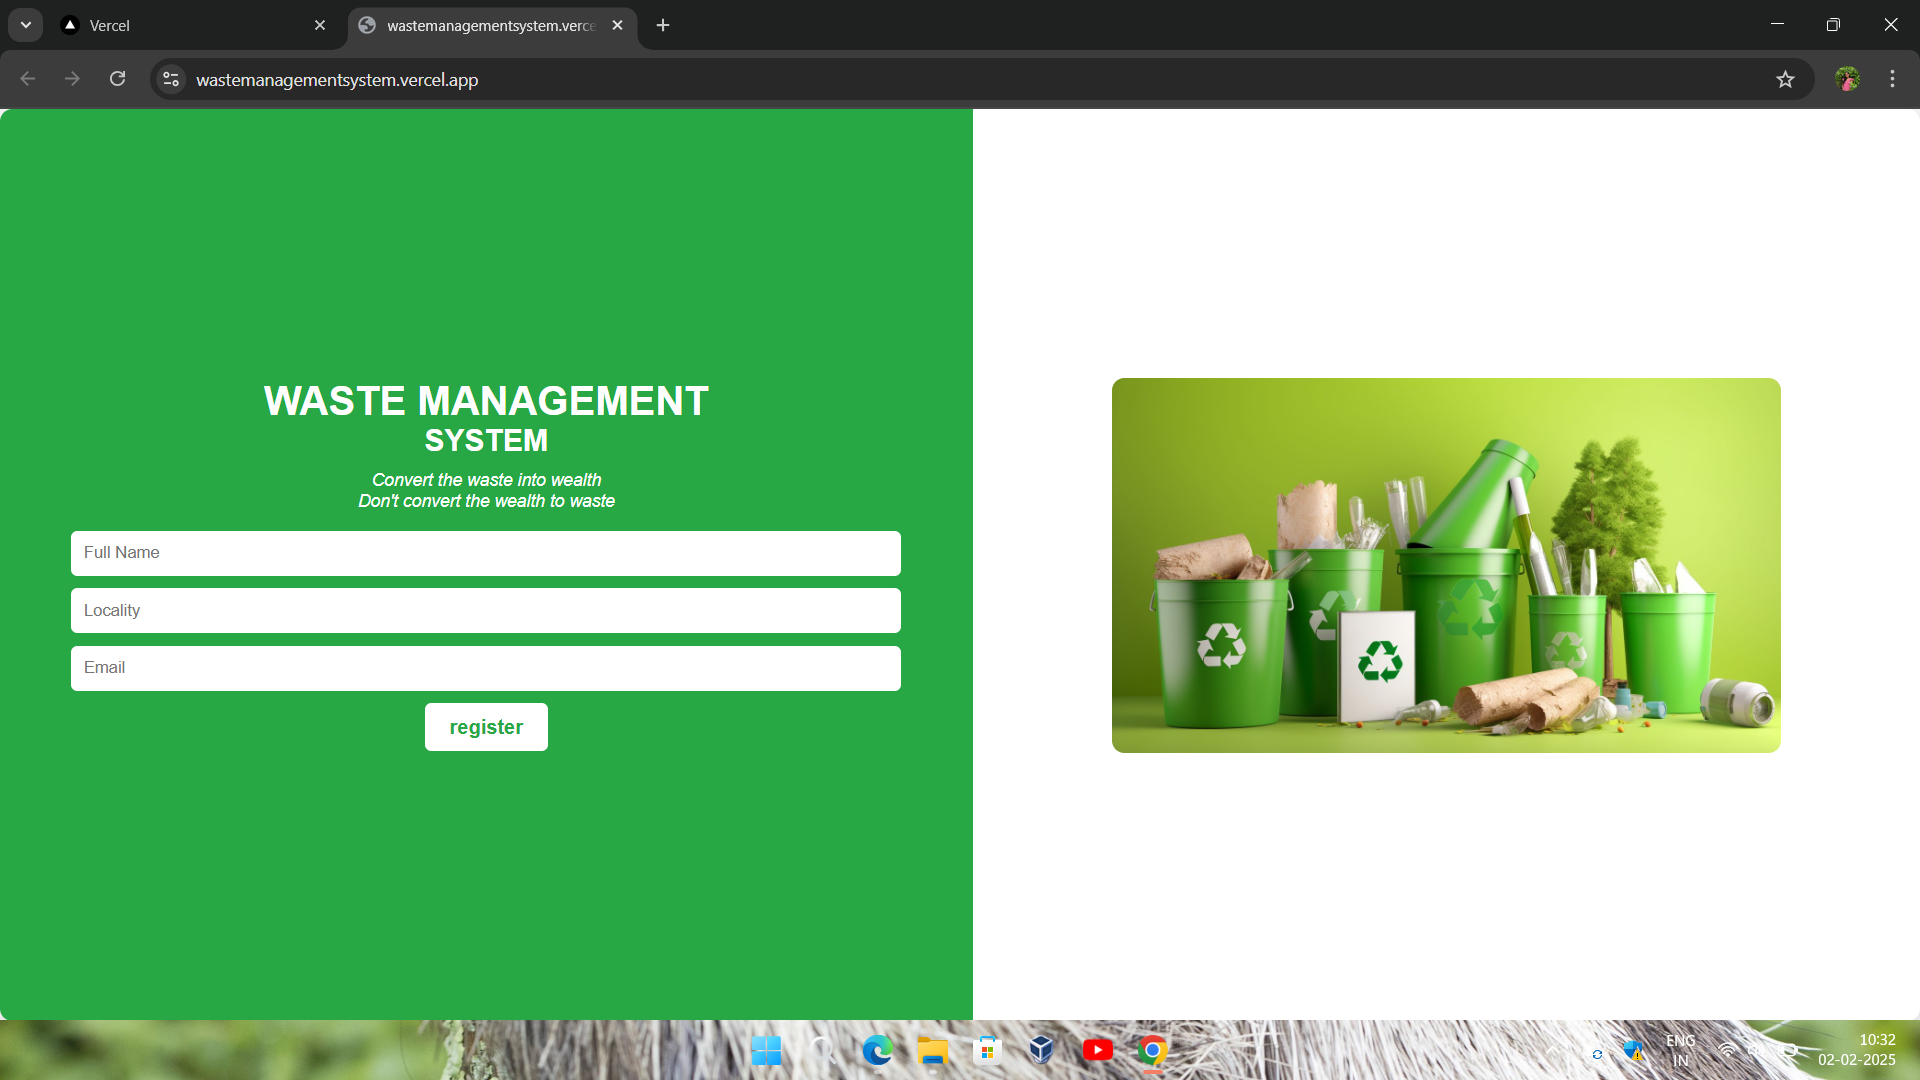 Vercel
wastemanagementsystem.verce
wastemanagementsystem.vercel.app
WASTE MANAGEMENT
SYSTEM
Convert the waste into wealth
Don't convert the wealth to waste
Full Name
Locality
Email
register
ENG
IN
10:32
02-02-2025